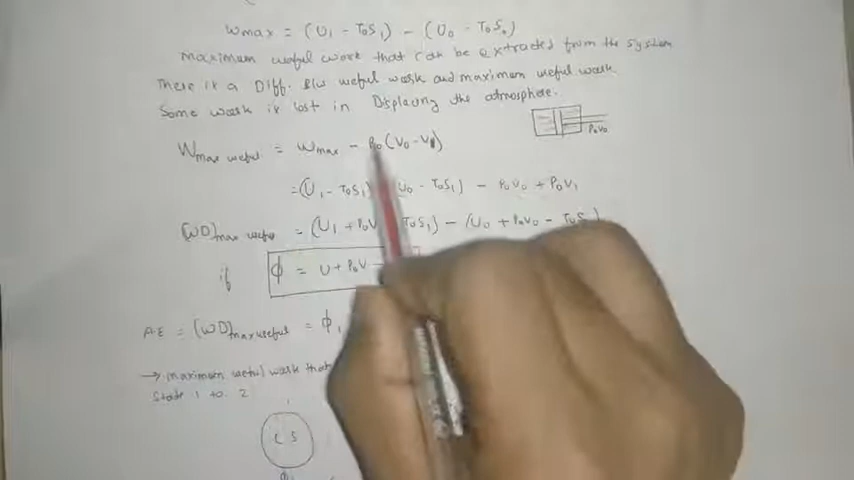 Wmax = (U₁ - T₀S₁) - (U₀ - T₀S₀)
maximum useful work that can be extracted from the system
There is a Diff. b/w useful work and maximum useful work.
Some work is lost in Displacing the atmosphere.
P₀V₀
Wmax useful = Wmax - P₀(V₀ - V₁)
= (U₁ - T₀S₁) (U₀ - T₀S₁) - P₀V₀ + P₀V₁
(WD)max useful = (U₁ + P₀V T₀S₁) - (U₀ + P₀V₀ - T₀S
if ϕ = U + P₀V
A.E = (WD)max useful = ϕ₁
→ maximum useful work that
State 1 to 2
C S